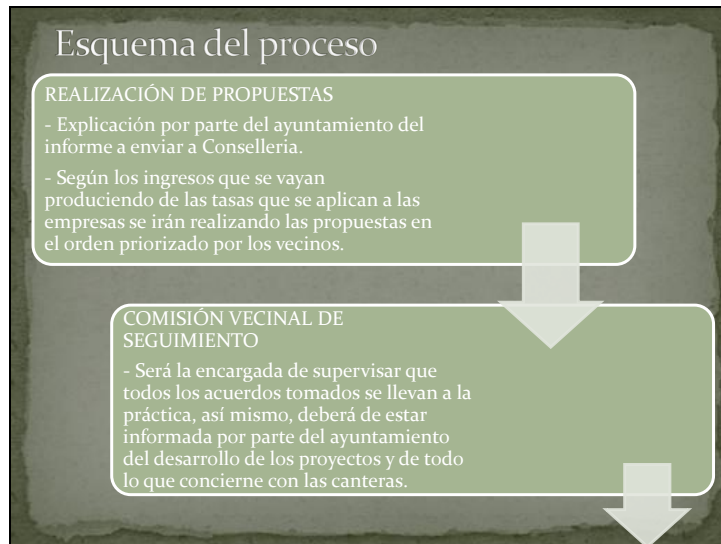 Esquema del proceso
REALIZACIÓN DE PROPUESTAS
- Explicación por parte del ayuntamiento del
informe a enviar a Conselleria.
- Según los ingresos que se vayan
produciendo de las tasas que se aplican a las
empresas se irán realizando las propuestas en
el orden priorizado por los vecinos.
COMISIÓN VECINAL DE
SEGUIMIENTO
- Será la encargada de supervisar que
todos los acuerdos tomados se llevan a la
práctica, así mismo, deberá de estar
informada por parte del ayuntamiento
del desarrollo de los proyectos y de todo
lo que concierne con las canteras.